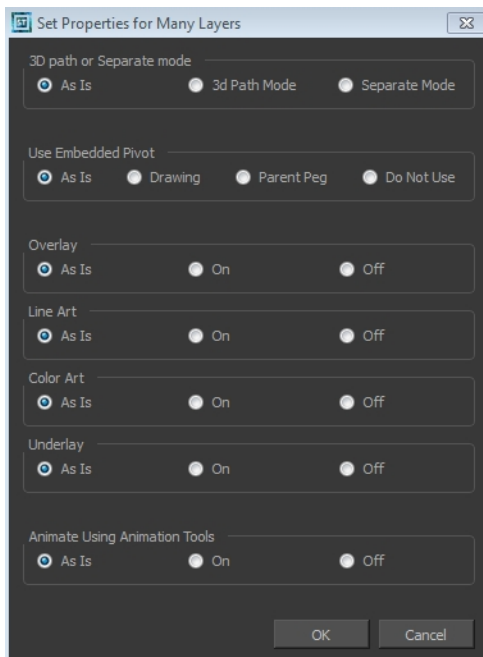 Set Properties for Many Layers
3D path or Separate mode
As Is 3d Path Mode Separate Mode
Use Embedded Pivot
As Is Drawing Parent Peg Do Not Use
Overlay
As Is On Off
Line Art
As Is On Off
Color Art
As Is On Off
Underlay
As Is On Off
Animate Using Animation Tools
As Is On Off
OK Cancel